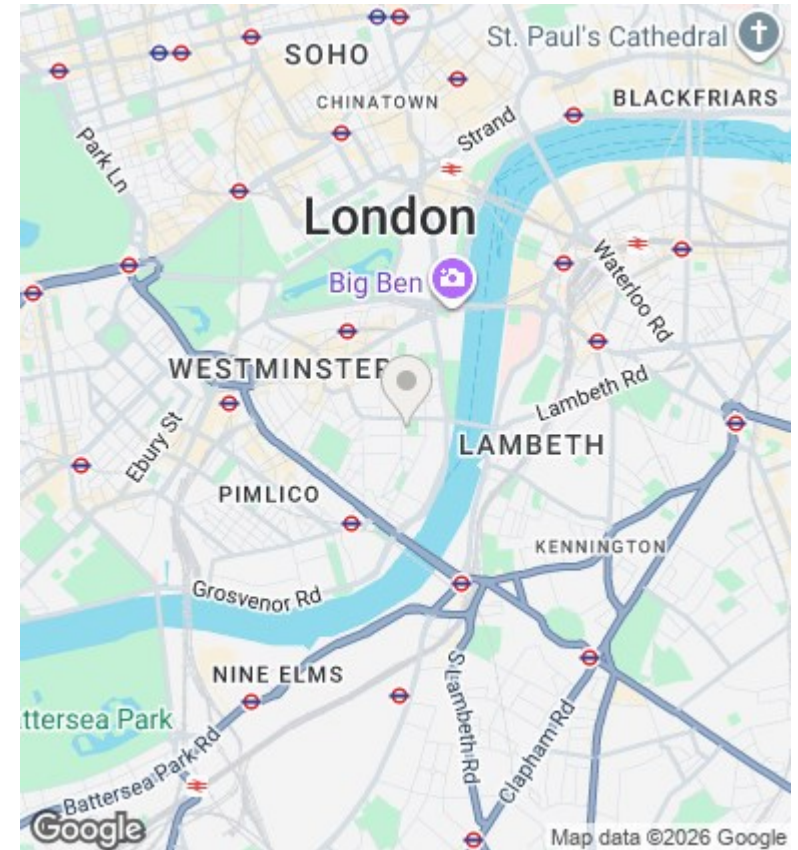 SOHO
St. Paul's Cathedral
CHINATOWN
BLACKFRIARS
Strand
Park Ln
London
Big Ben
Waterloo Rd
WESTMINSTER
Lambeth Rd
Ebury St
LAMBETH
PIMLICO
KENNINGTON
Grosvenor Rd
NINE ELMS
S Lambeth Rd
ttersea Park
Clapham Rd
Battersea Park Rd
Google
Map data ©2026 Google